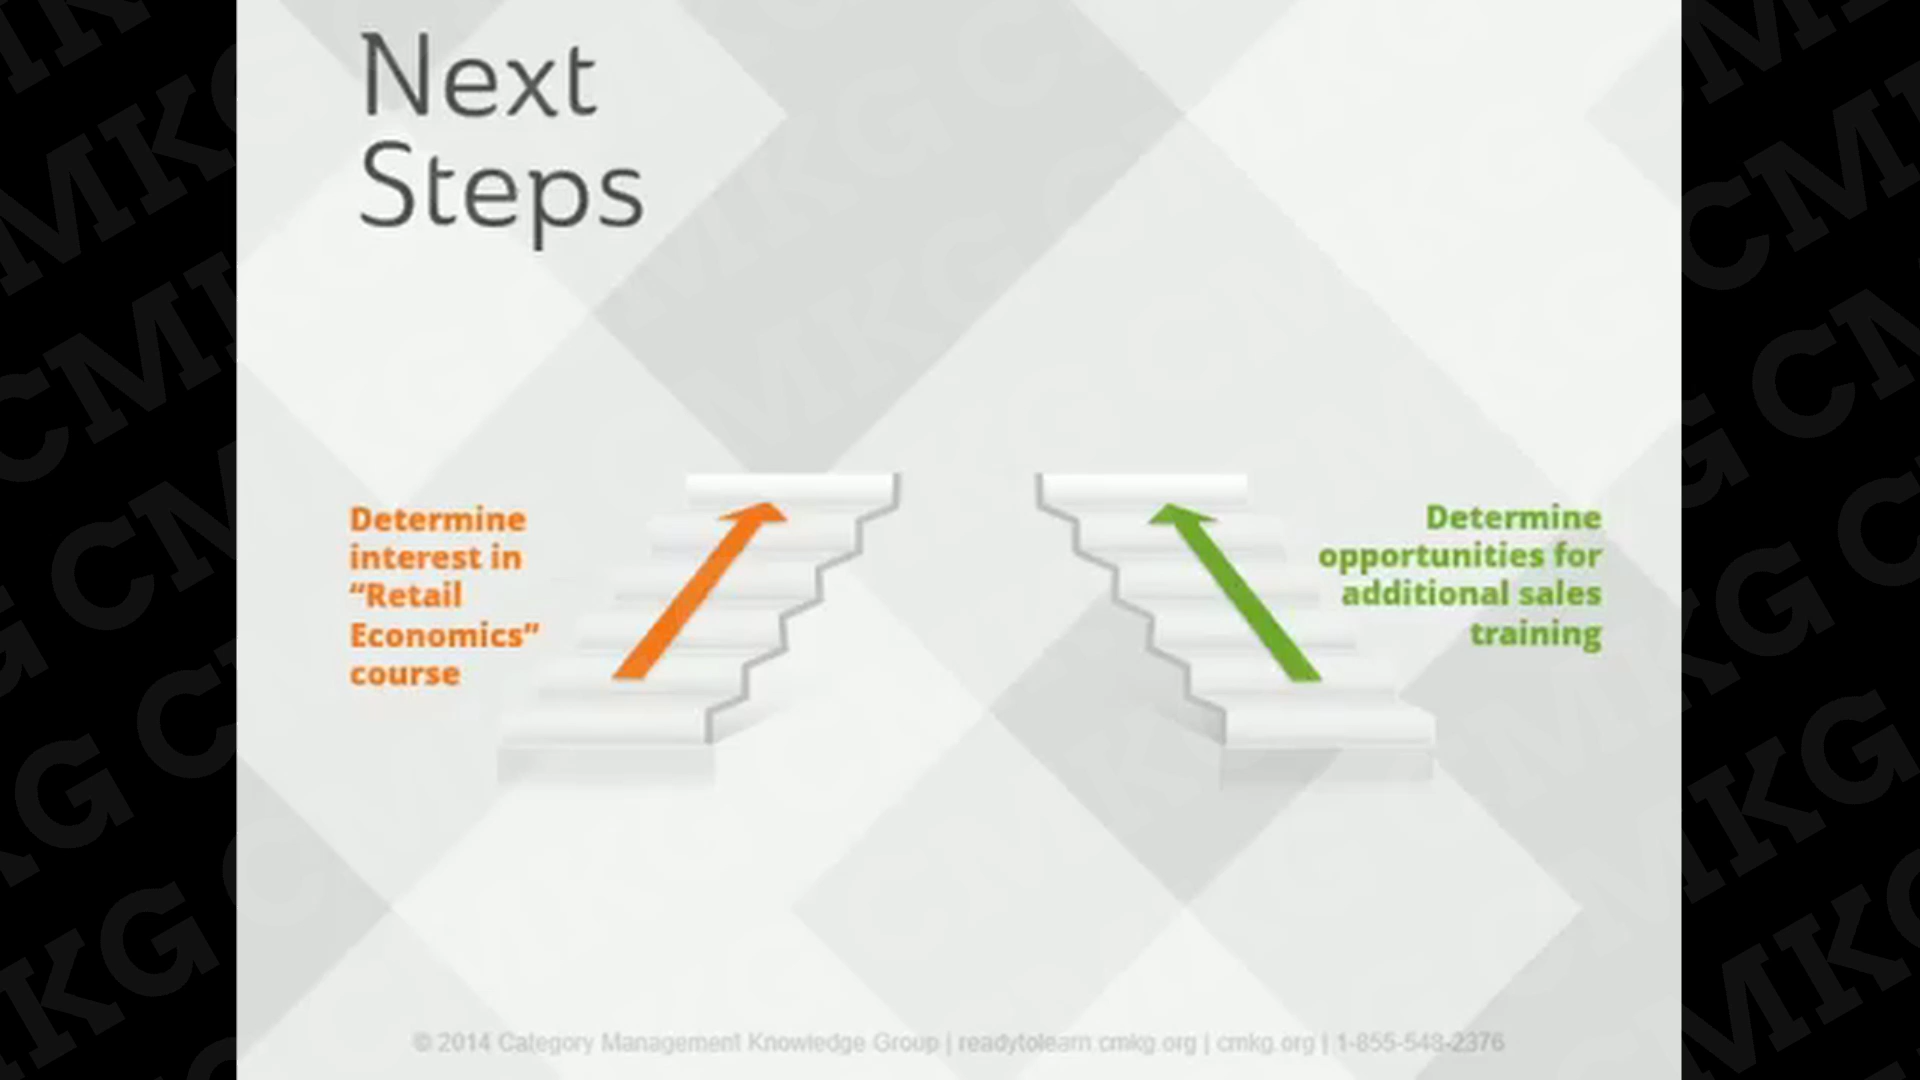 Next
Steps
Determine
interest in
“Retail
Economics”
course
Determine
opportunities for
additional sales
training
© 2014 Category Management Knowledge Group | readytolearn.cmkg.org | cmkg.org | 1-855-548-2376